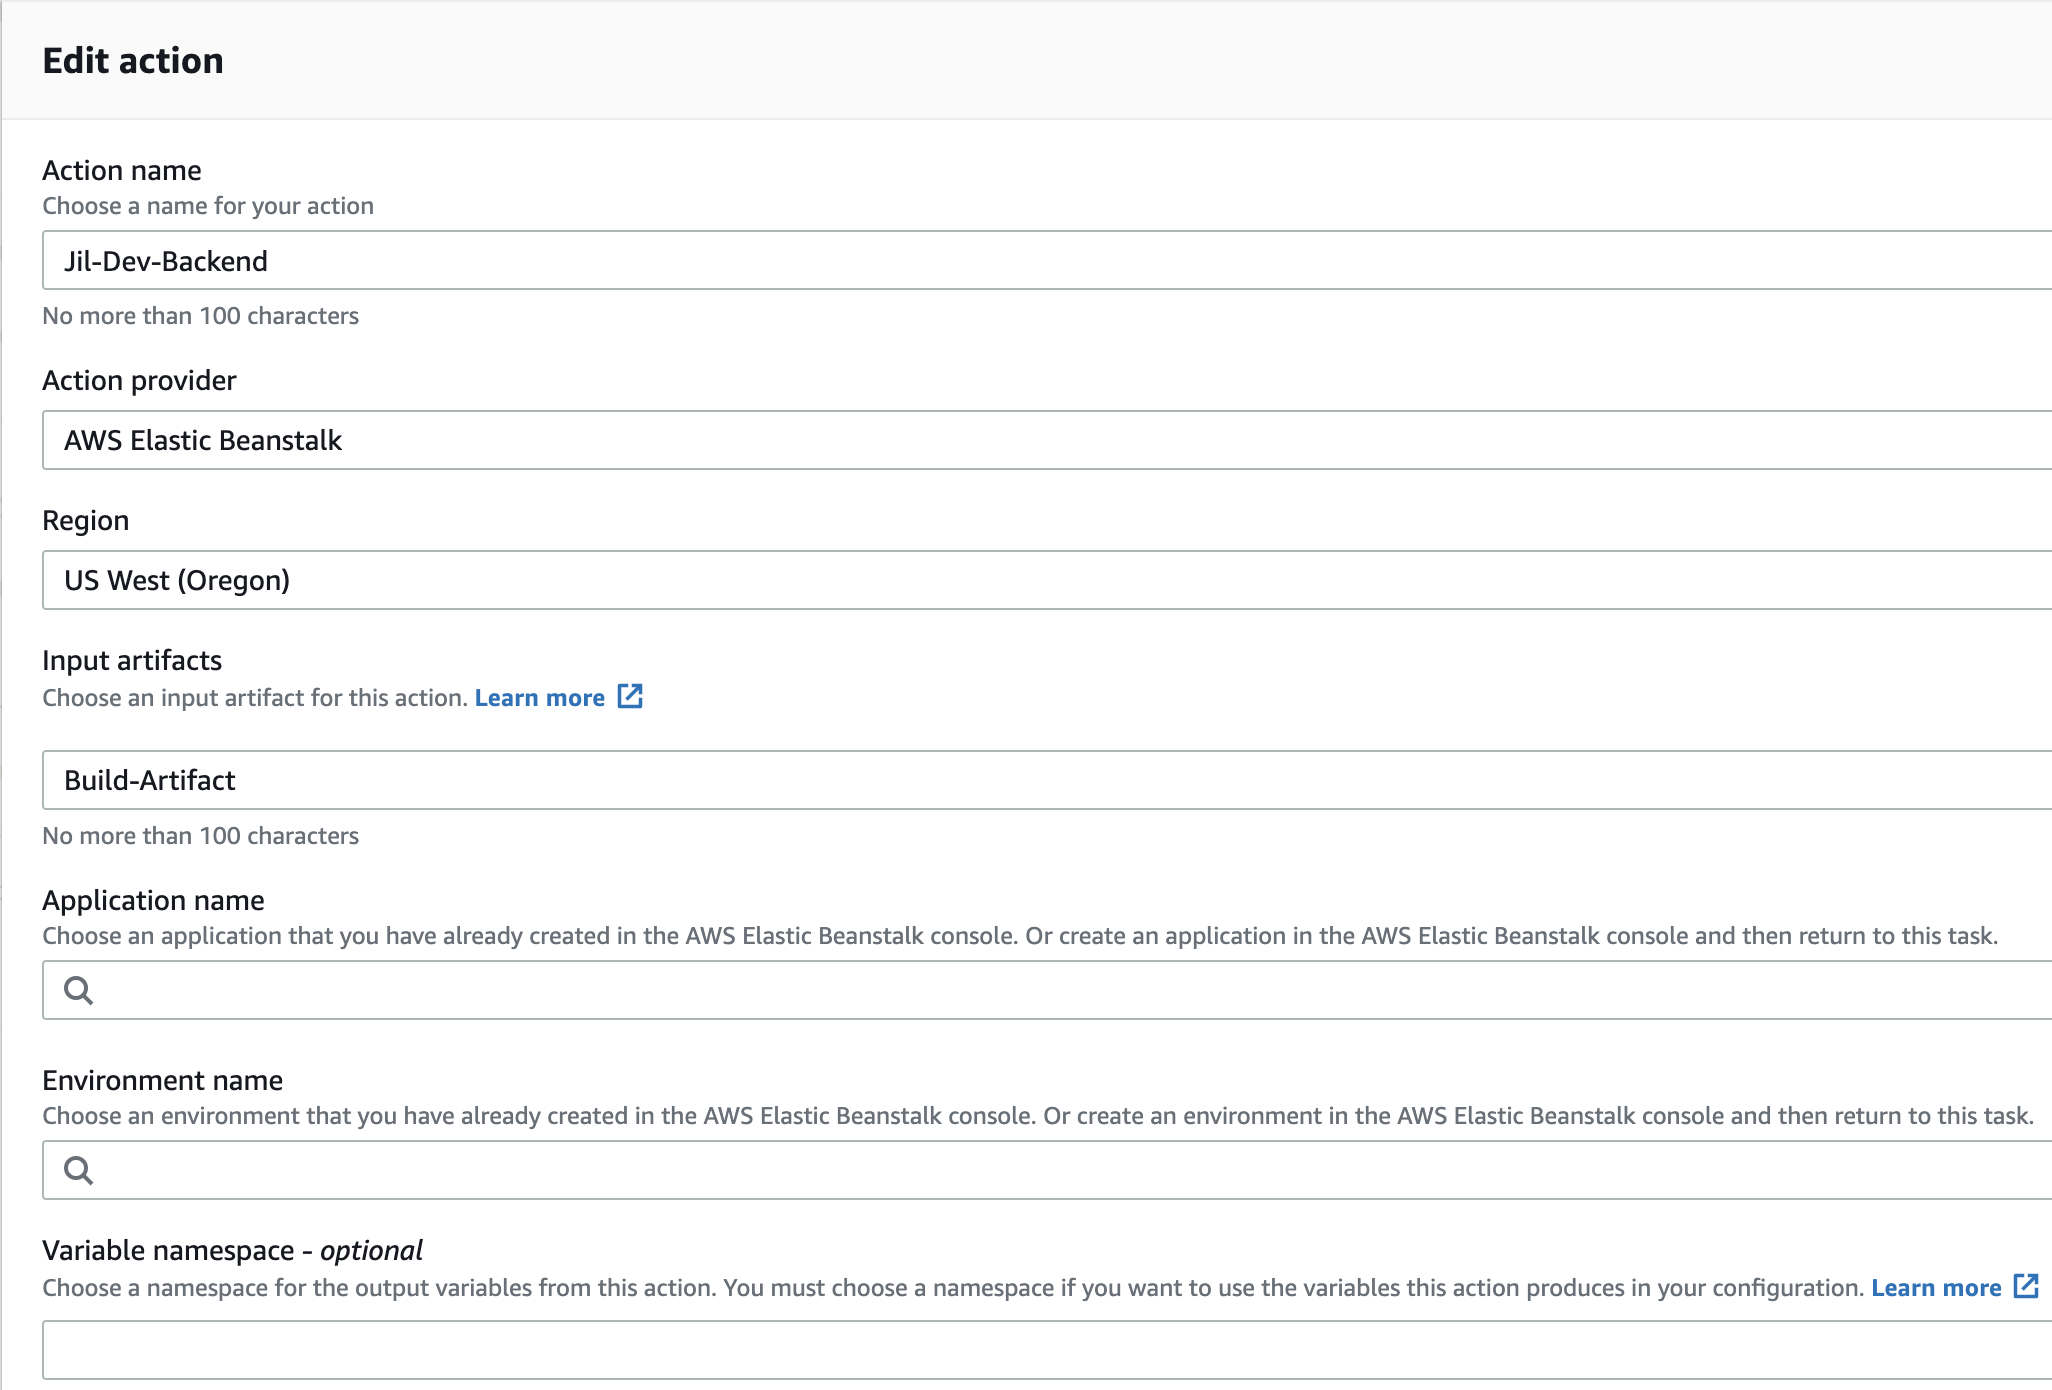 Edit action
Action name
Choose a name for your action
Jil-Dev-Backend
No more than 100 characters
Action provider
AWS Elastic Beanstalk
Region
US West (Oregon)
Input artifacts
Choose an input artifact for this action. Learn more
Build-Artifact
No more than 100 characters
Application name
Choose an application that you have already created in the AWS Elastic Beanstalk console. Or create an application in the AWS Elastic Beanstalk console and then return to this task.
Environment name
Choose an environment that you have already created in the AWS Elastic Beanstalk console. Or create an environment in the AWS Elastic Beanstalk console and then return to this task.
Variable namespace - optional
Choose a namespace for the output variables from this action. You must choose a namespace if you want to use the variables this action produces in your configuration. Learn more